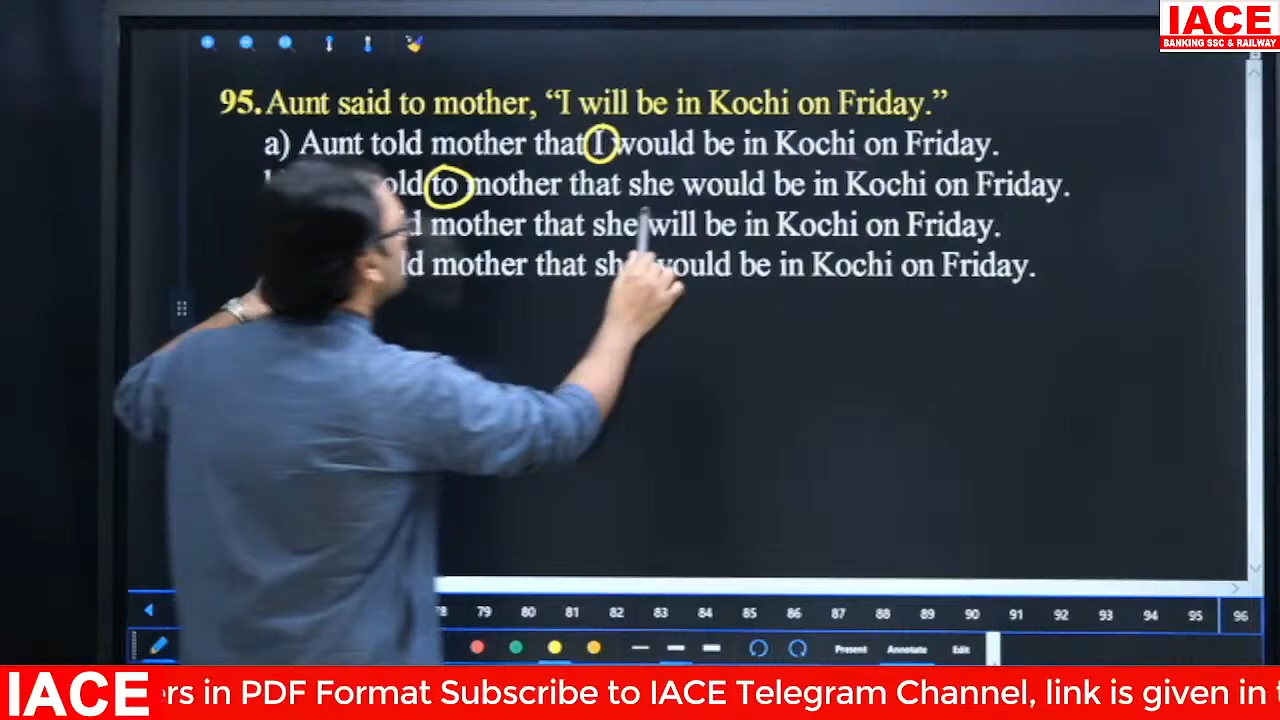 IACE
BANKING SSC & RAILWAY
95. Aunt said to mother, “I will be in Kochi on Friday.”
a) Aunt told mother that I would be in Kochi on Friday.
to mother that she would be in Kochi on Friday.
mother that she will be in Kochi on Friday.
mother that she would be in Kochi on Friday.
79 80 81 82 83 84 85 86 87 88 89 90 91 92 93 94 95 96
Present Annotate Edit
IACE in PDF Format Subscribe to IACE Telegram Channel, link is given in